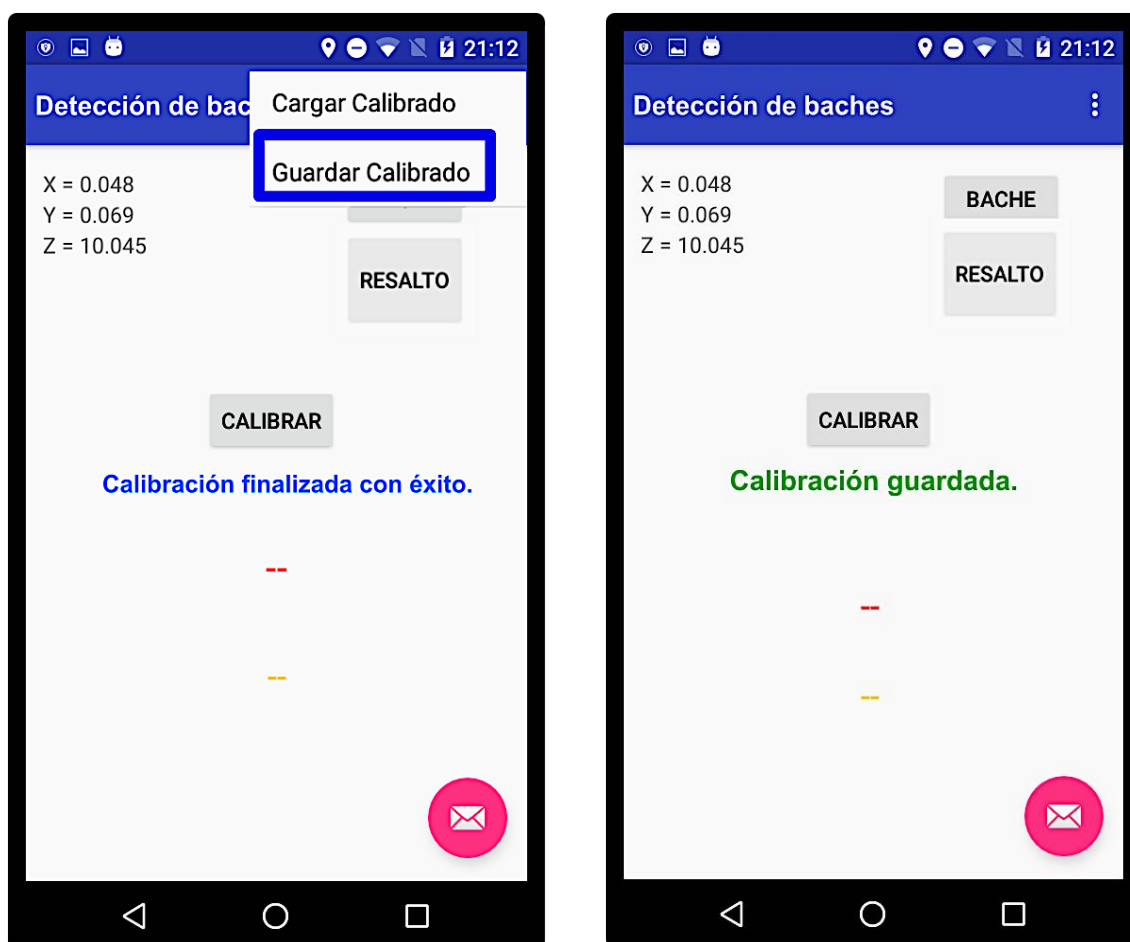 21:12
Detección de bac
Cargar Calibrado
Guardar Calibrado
X = 0.048
Y = 0.069
Z = 10.045
RESALTO
CALIBRAR
Calibración finalizada con éxito.
--
--
21:12
Detección de baches
X = 0.048
Y = 0.069
Z = 10.045
BACHE
RESALTO
CALIBRAR
Calibración guardada.
--
--